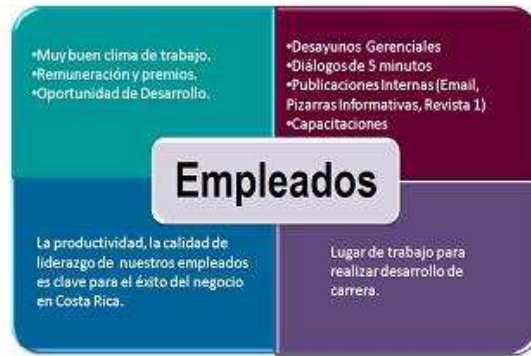 •Muy buen clima de trabajo.
•Remuneración y premios.
•Oportunidad de Desarrollo.
•Desayunos Gerenciales
•Diálogos de 5 minutos
•Publicaciones Internas (Email,
Pizarras Informativas, Revista 1)
•Capacitaciones
Empleados
La productividad, la calidad de
liderazgo de nuestros empleados
es clave para el éxito del negocio
en Costa Rica.
Lugar de trabajo para
realizar desarrollo de
carrera.